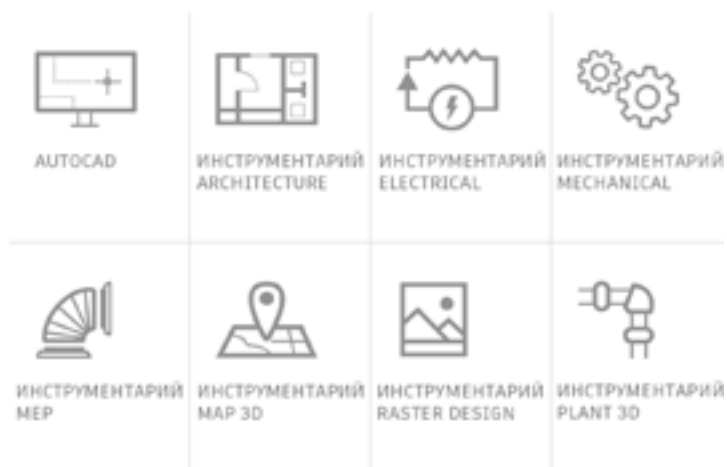 AUTOCAD
ИНСТРУМЕНТАРИЙ
ARCHITECTURE
ИНСТРУМЕНТАРИЙ
ELECTRICAL
ИНСТРУМЕНТАРИЙ
MECHANICAL
ИНСТРУМЕНТАРИЙ
MEP
ИНСТРУМЕНТАРИЙ
MAP 3D
ИНСТРУМЕНТАРИЙ
RASTER DESIGN
ИНСТРУМЕНТАРИЙ
PLANT 3D